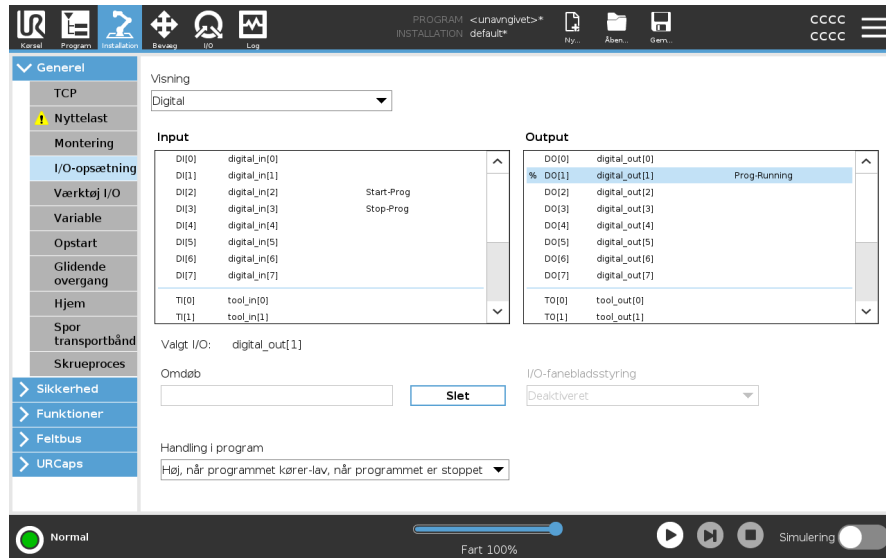 PROGRAM <unavngivet>*
INSTALLATION default*
CCCC
CCCC
Kørsel
Program
Installation
Bevæg
I/O
Log
Ny...
Åben...
Gem...
Generel
TCP
Nyttelast
Montering
I/O-opsætning
Værktøj I/O
Variable
Opstart
Glidende
overgang
Hjem
Spor
transportbånd
Skrueproces
Sikkerhed
Funktioner
Feltbus
URCaps
Visning
Digital
Input
DI[0] digital_in[0]
DI[1] digital_in[1]
DI[2] digital_in[2] Start-Prog
DI[3] digital_in[3] Stop-Prog
DI[4] digital_in[4]
DI[5] digital_in[5]
DI[6] digital_in[6]
DI[7] digital_in[7]
TI[0] tool_in[0]
TI[1] tool_in[1]
Output
DO[0] digital_out[0]
% DO[1] digital_out[1] Prog-Running
DO[2] digital_out[2]
DO[3] digital_out[3]
DO[4] digital_out[4]
DO[5] digital_out[5]
DO[6] digital_out[6]
DO[7] digital_out[7]
TO[0] tool_out[0]
TO[1] tool_out[1]
Valgt I/O: digital_out[1]
Omdøb
Slet
I/O-fanebladsstyring
Deaktiveret
Handling i program
Høj, når programmet kører-lav, når programmet er stoppet
Normal
Fart 100%
Simulering